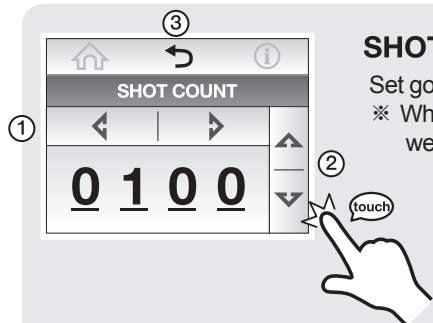 ③
SHOT
SHOT COUNT
Set go
①
※ Wh
we
②
0 1 0 0
touch